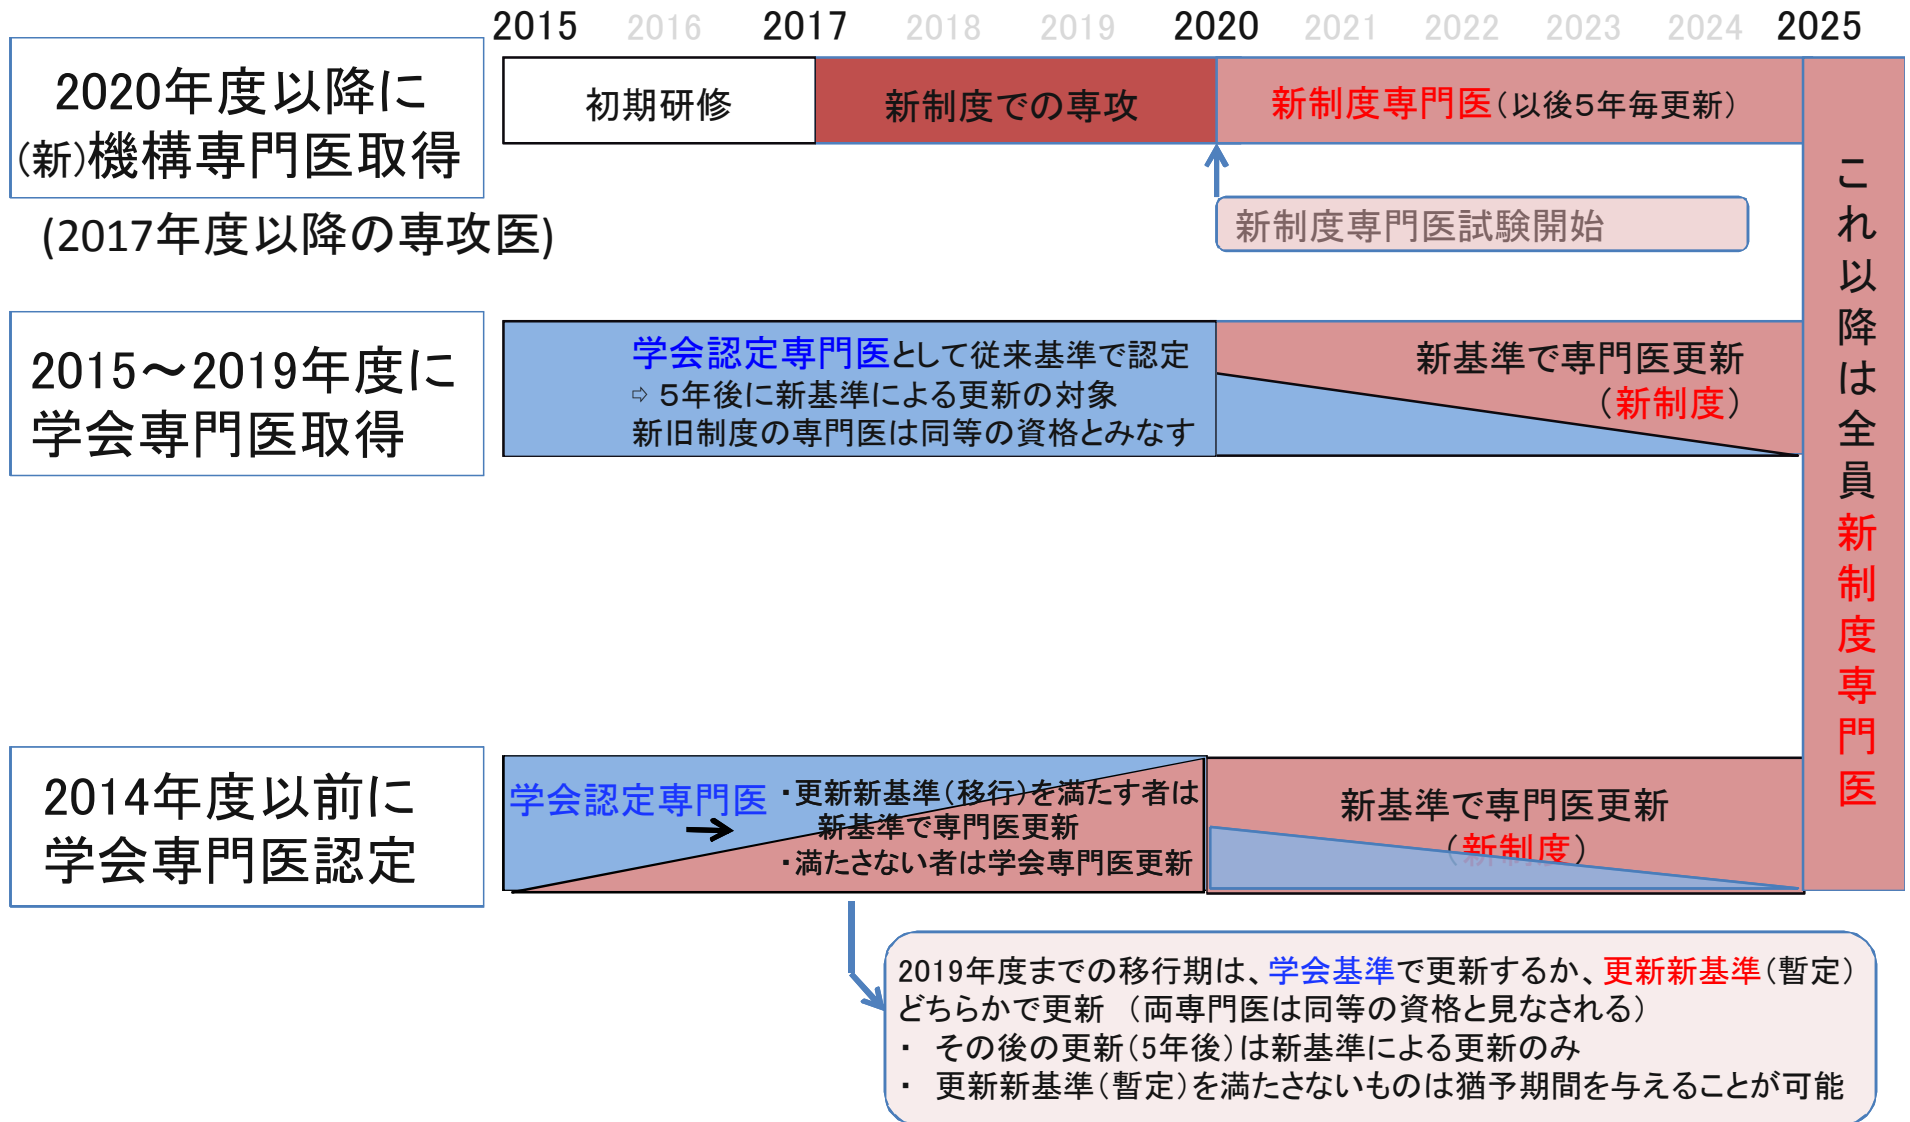 2015 2016 2017 2018 2019 2020 2021 2022 2023 2024 2025
2020年度以降に
(新)機構専門医取得
(2017年度以降の専攻医)
初期研修
新制度での専攻
新制度専門医(以後5年毎更新)
新制度専門医試験開始
2015～2019年度に
学会専門医取得
学会認定専門医として従来基準で認定
⇨ 5年後に新基準による更新の対象
新旧制度の専門医は同等の資格とみなす
新基準で専門医更新
(新制度)
2014年度以前に
学会専門医認定
学会認定専門医
・更新新基準(移行)を満たす者は
新基準で専門医更新
・満たさない者は学会専門医更新
新基準で専門医更新
(新制度)
これ以降は全員新制度専門医
2019年度までの移行期は、学会基準で更新するか、更新新基準(暫定)
どちらかで更新 (両専門医は同等の資格と見なされる)
・ その後の更新(5年後)は新基準による更新のみ
・ 更新新基準(暫定)を満たさないものは猶予期間を与えることが可能